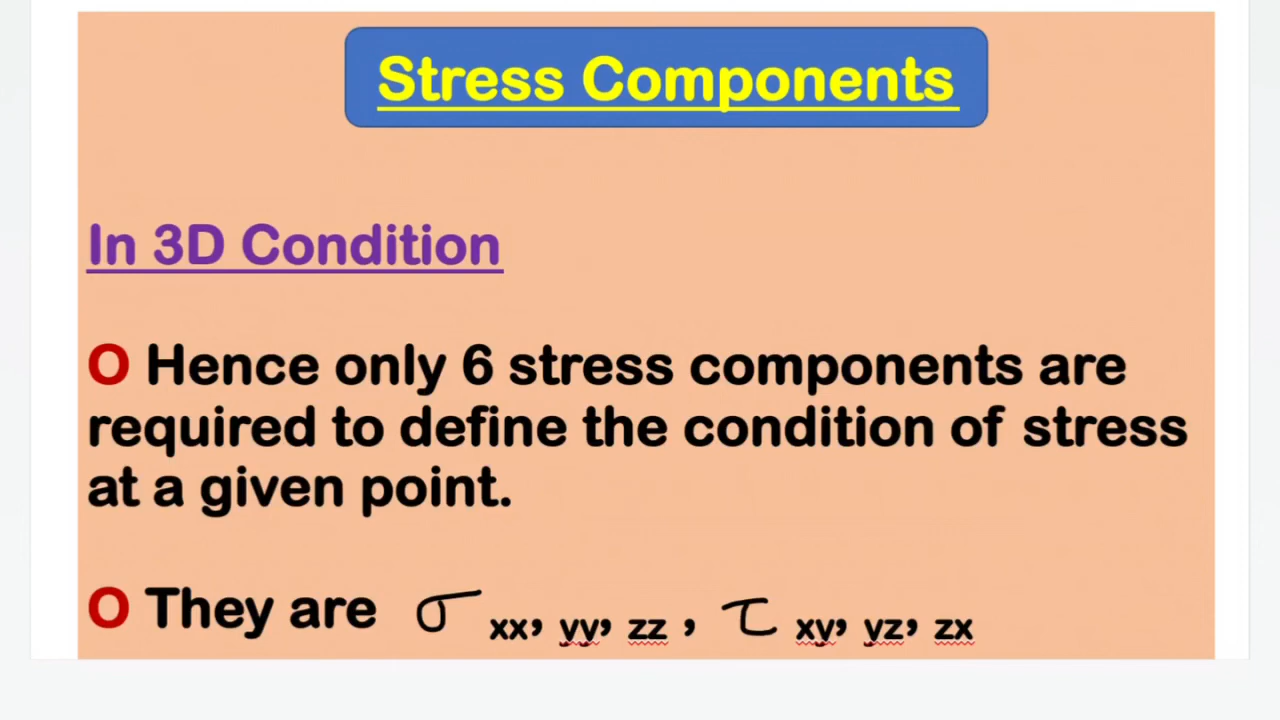 Stress Components
In 3D Condition
O Hence only 6 stress components are
required to define the condition of stress
at a given point.
O They are σ xx, yy, zz , τ xy, yz, zx